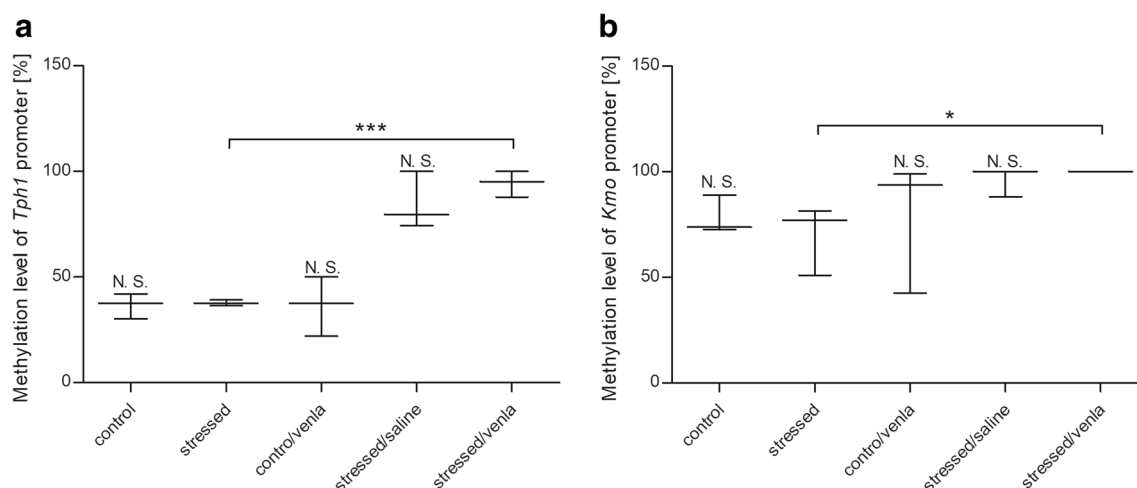 a
Methylation level of Tph1 promoter [%]
150
100
50
0
N. S.
N. S.
N. S.
***
control
stressed
contro/venla
stressed/saline
stressed/venla
b
Methylation level of Kmo promoter [%]
150
100
50
0
N. S.
N. S.
N. S.
*
control
stressed
contro/venla
stressed/saline
stressed/venla